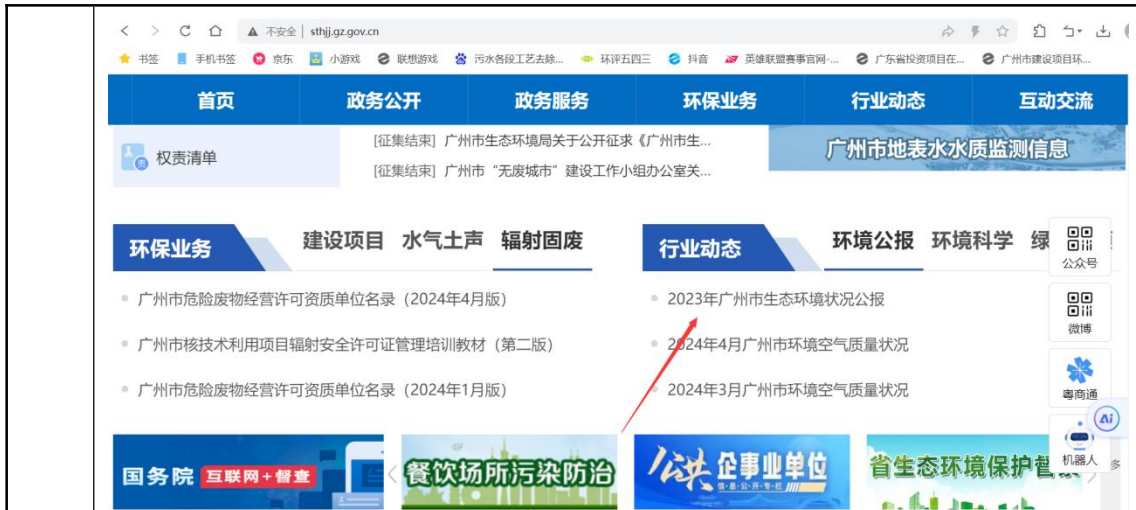 不安全 sthjj.gz.gov.cn
书签 手机书签 京东 小游戏 联想游戏 污水各段工艺去除... 环评五四三 抖音 英雄联盟赛事官网-... 广东省投资项目在... 广州市建设项目环...
首页 政务公开 政务服务 环保业务 行业动态 互动交流
权责清单
[征集结束] 广州市生态环境局关于公开征求《广州市生...
[征集结束] 广州市“无废城市”建设工作小组办公室关...
广州市地表水水质监测信息
环保业务 建设项目 水气土声 辐射固废
广州市危险废物经营许可资质单位名录（2024年4月版）
广州市核技术利用项目辐射安全许可证管理培训教材（第二版）
广州市危险废物经营许可资质单位名录（2024年1月版）
行业动态 环境公报 环境科学 绿
2023年广州市生态环境状况公报
2024年4月广州市环境空气质量状况
2024年3月广州市环境空气质量状况
公众号
微博
粤商通
Ai
机器人
多
国务院 互联网+督查
餐饮场所污染防治
公共 企事业单位
信·息·公·开·专·栏
省生态环境保护督